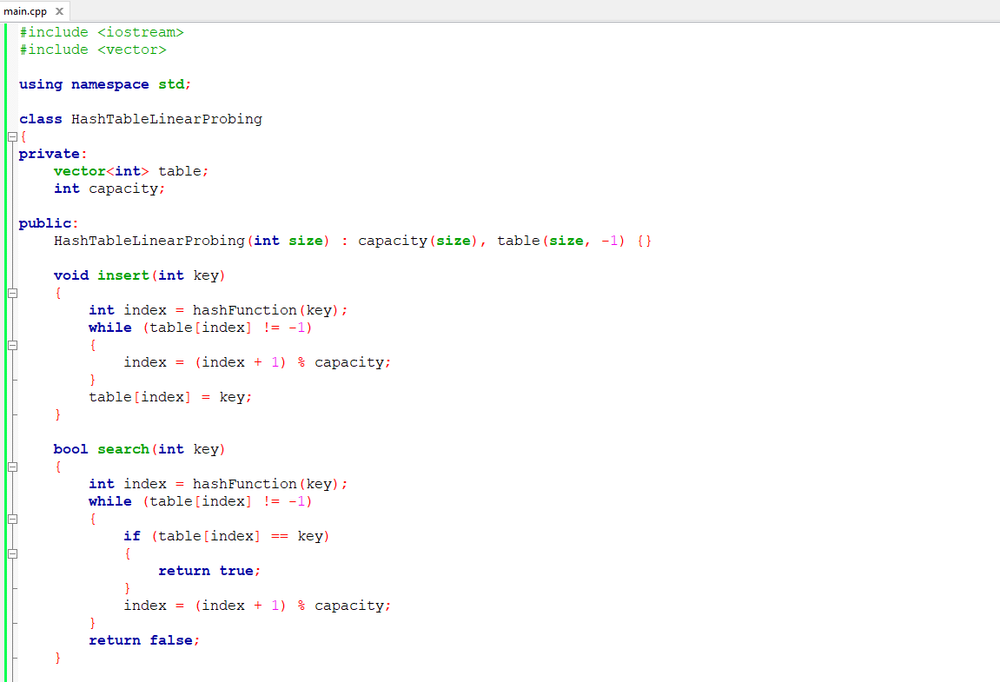 main.cpp
#include <iostream>
#include <vector>
using namespace std;
class HashTableLinearProbing
{
private:
    vector<int> table;
    int capacity;
public:
    HashTableLinearProbing(int size) : capacity(size), table(size, -1) {}
    void insert(int key)
    {
        int index = hashFunction(key);
        while (table[index] != -1)
        {
            index = (index + 1) % capacity;
        }
        table[index] = key;
    }
    bool search(int key)
    {
        int index = hashFunction(key);
        while (table[index] != -1)
        {
            if (table[index] == key)
            {
                return true;
            }
            index = (index + 1) % capacity;
        }
        return false;
    }